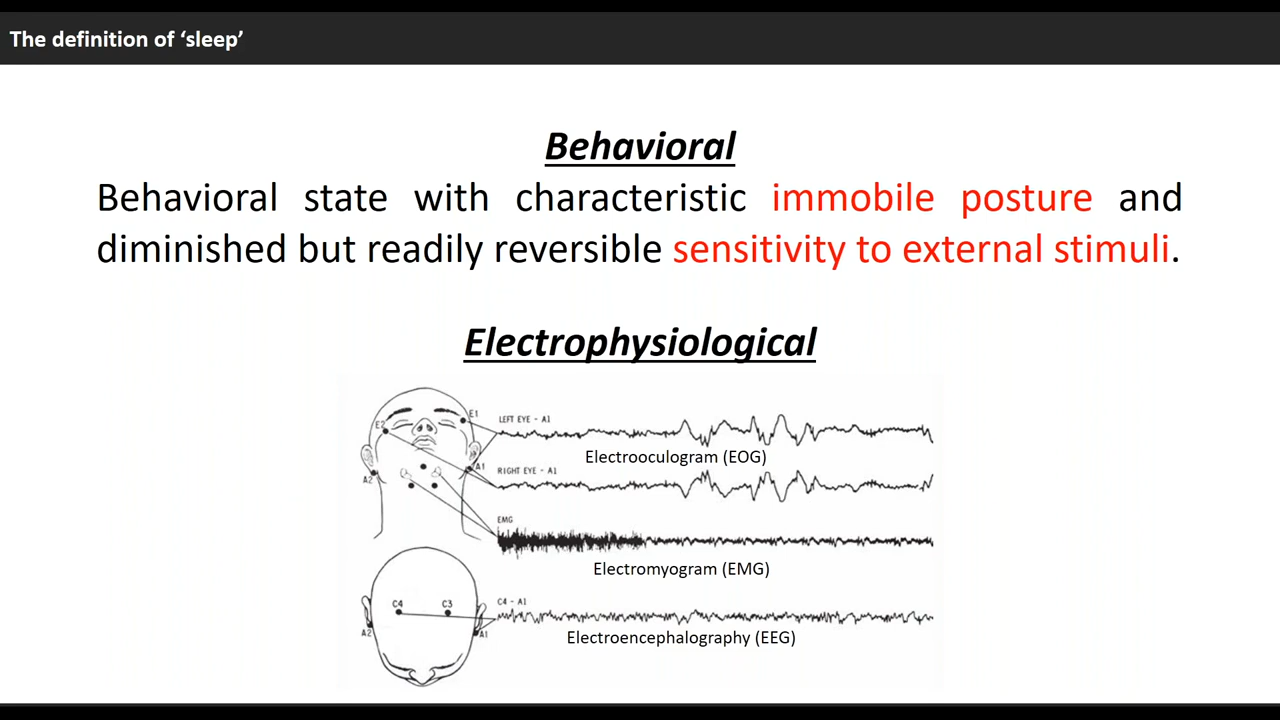 The definition of ‘sleep’
Behavioral
Behavioral state with characteristic immobile posture and
diminished but readily reversible sensitivity to external stimuli.
Electrophysiological
E1
E2
A1
A2
LEFT EYE - A1
Electrooculogram (EOG)
RIGHT EYE - A1
EMG
Electromyogram (EMG)
C4
C3
A2
A1
C4 - A1
Electroencephalography (EEG)